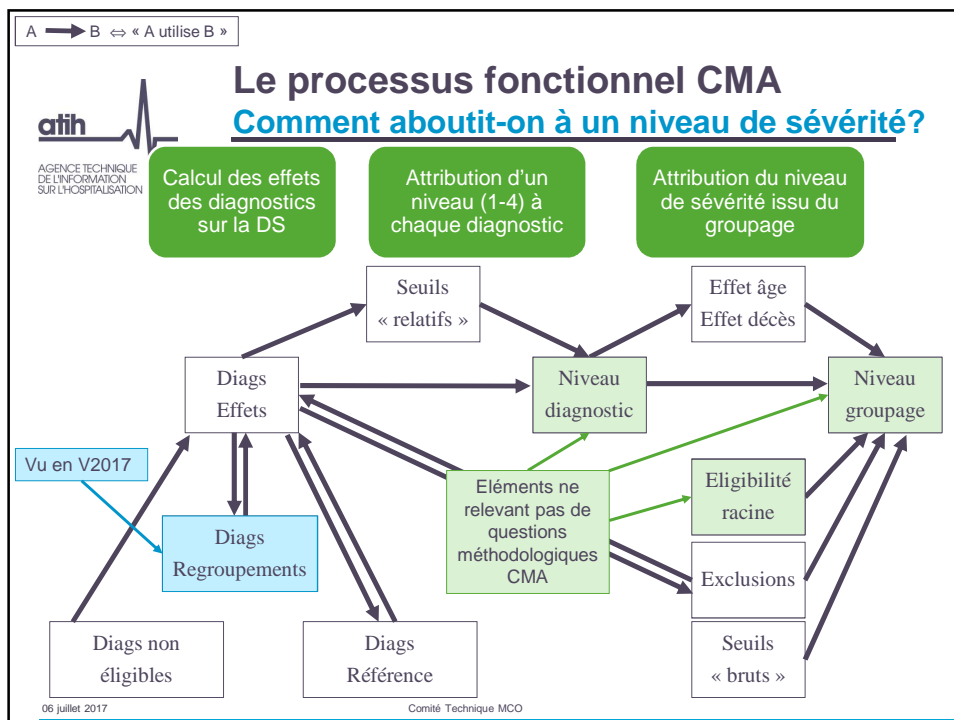 A → B ⇔ « A utilise B »
Le processus fonctionnel CMA
Comment aboutit-on à un niveau de sévérité?
atih
AGENCE TECHNIQUE
DE L'INFORMATION
SUR L'HOSPITALISATION
Calcul des effets
des diagnostics
sur la DS
Attribution d'un
niveau (1-4) à
chaque diagnostic
Attribution du niveau
de sévérité issu du
groupage
Seuils
« relatifs »
Effet âge
Effet décès
Diags
Effets
Niveau
diagnostic
Niveau
groupage
Vu en V2017
Diags
Regroupements
Eléments ne
relevant pas de
questions
méthodologiques
CMA
Eligibilité
racine
Exclusions
Diags non
éligibles
Diags
Référence
Seuils
« bruts »
06 juillet 2017
Comité Technique MCO